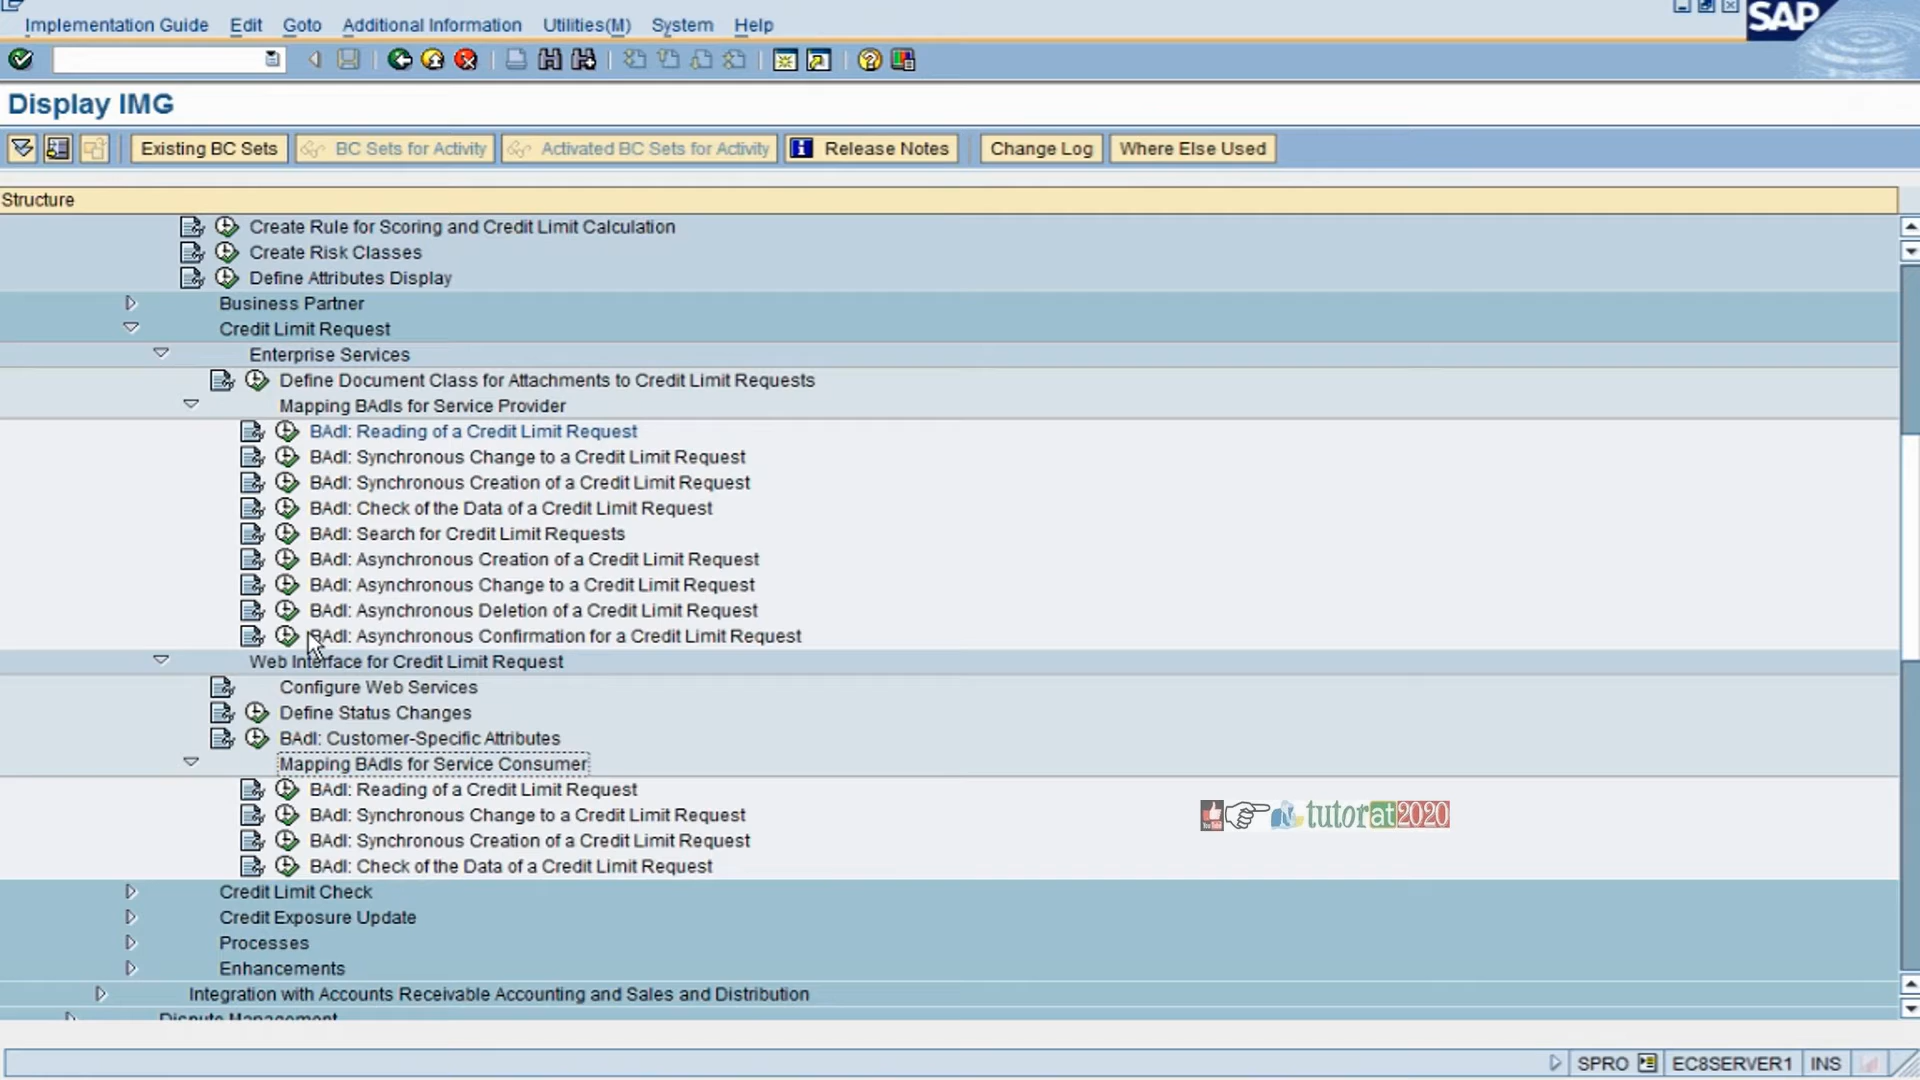 Implementation Guide Edit Goto Additional Information Utilities(M) System Help
SAP
Display IMG
Existing BC Sets BC Sets for Activity Activated BC Sets for Activity Release Notes Change Log Where Else Used
Structure
Create Rule for Scoring and Credit Limit Calculation
Create Risk Classes
Define Attributes Display
Business Partner
Credit Limit Request
Enterprise Services
Define Document Class for Attachments to Credit Limit Requests
Mapping BAdIs for Service Provider
BAdI: Reading of a Credit Limit Request
BAdI: Synchronous Change to a Credit Limit Request
BAdI: Synchronous Creation of a Credit Limit Request
BAdI: Check of the Data of a Credit Limit Request
BAdI: Search for Credit Limit Requests
BAdI: Asynchronous Creation of a Credit Limit Request
BAdI: Asynchronous Change to a Credit Limit Request
BAdI: Asynchronous Deletion of a Credit Limit Request
BAdI: Asynchronous Confirmation for a Credit Limit Request
Web Interface for Credit Limit Request
Configure Web Services
Define Status Changes
BAdI: Customer-Specific Attributes
Mapping BAdIs for Service Consumer
BAdI: Reading of a Credit Limit Request
BAdI: Synchronous Change to a Credit Limit Request
tutorat2020
BAdI: Synchronous Creation of a Credit Limit Request
BAdI: Check of the Data of a Credit Limit Request
Credit Limit Check
Credit Exposure Update
Processes
Enhancements
Integration with Accounts Receivable Accounting and Sales and Distribution
Dispute Management
SPRO EC8SERVER1 INS